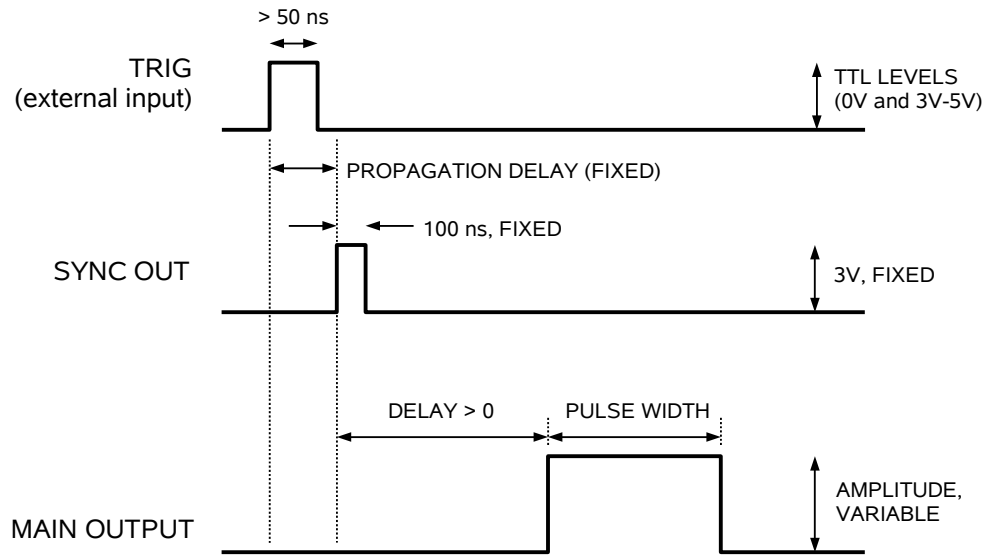 > 50 ns
TRIG
(external input)
TTL LEVELS
(0V and 3V-5V)
PROPAGATION DELAY (FIXED)
100 ns, FIXED
SYNC OUT
3V, FIXED
DELAY > 0
PULSE WIDTH
MAIN OUTPUT
AMPLITUDE,
VARIABLE